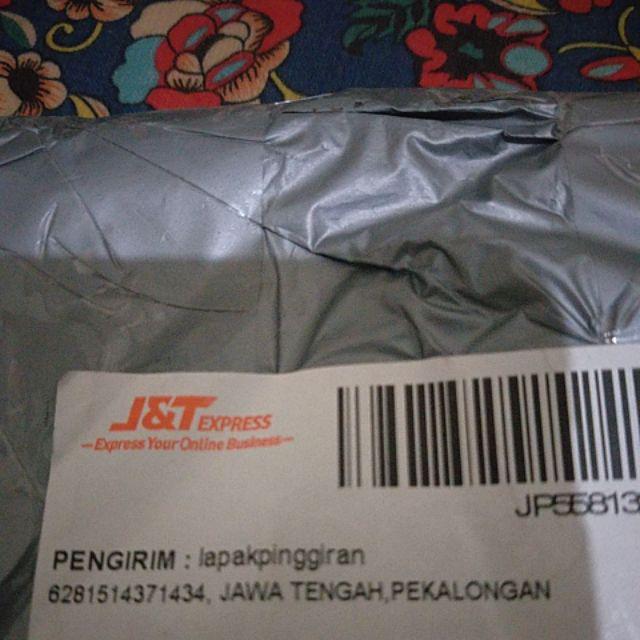 J&T EXPRESS
Express Your Online Business
JP55813
PENGIRIM : lapakpinggiran
6281514371434, JAWA TENGAH,PEKALONGAN